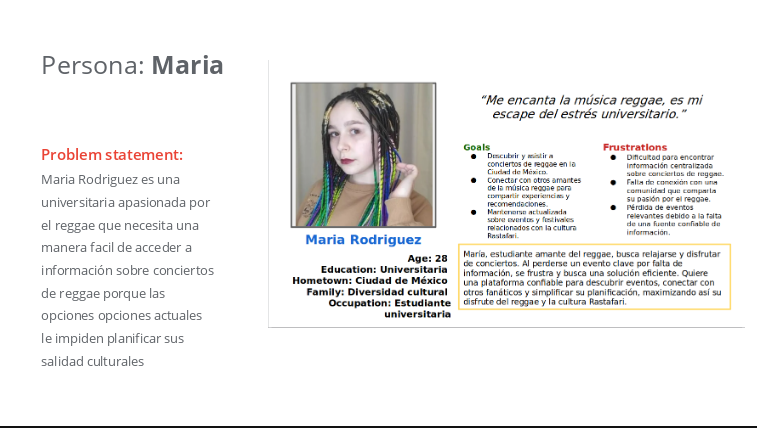 Persona: Maria
Problem statement:
Maria Rodriguez es una
universitaria apasionada por
el reggae que necesita una
manera facil de acceder a
información sobre conciertos
de reggae porque las
opciones opciones actuales
le impiden planificar sus
salidad culturales
Maria Rodriguez
Age: 28
Education: Universitaria
Hometown: Ciudad de México
Family: Diversidad cultural
Occupation: Estudiante
universitaria
“Me encanta la música reggae, es mi
escape del estrés universitario.”
Goals
● Descubrir y asistir a
conciertos de reggae en la
Ciudad de México.
● Conectar con otros amantes
de la música reggae para
compartir experiencias y
recomendaciones.
● Mantenerse actualizada
sobre eventos y festivales
relacionados con la cultura
Rastafari.
Frustrations
● Dificultad para encontrar
información centralizada
sobre conciertos de reggae.
● Falta de conexión con una
comunidad que comparta
su pasión por el reggae.
● Pérdida de eventos
relevantes debido a la falta
de una fuente confiable de
información.
María, estudiante amante del reggae, busca relajarse y disfrutar
de conciertos. Al perderse un evento clave por falta de
información, se frustra y busca una solución eficiente. Quiere
una plataforma confiable para descubrir eventos, conectar con
otros fanáticos y simplificar su planificación, maximizando así su
disfrute del reggae y la cultura Rastafari.